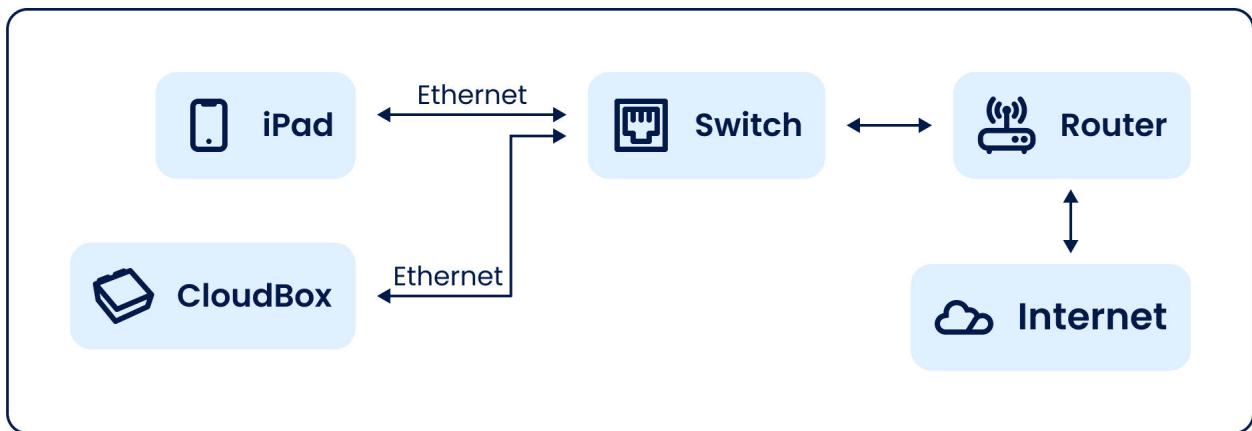 Ethernet
iPad
Switch
Router
Ethernet
CloudBox
Internet